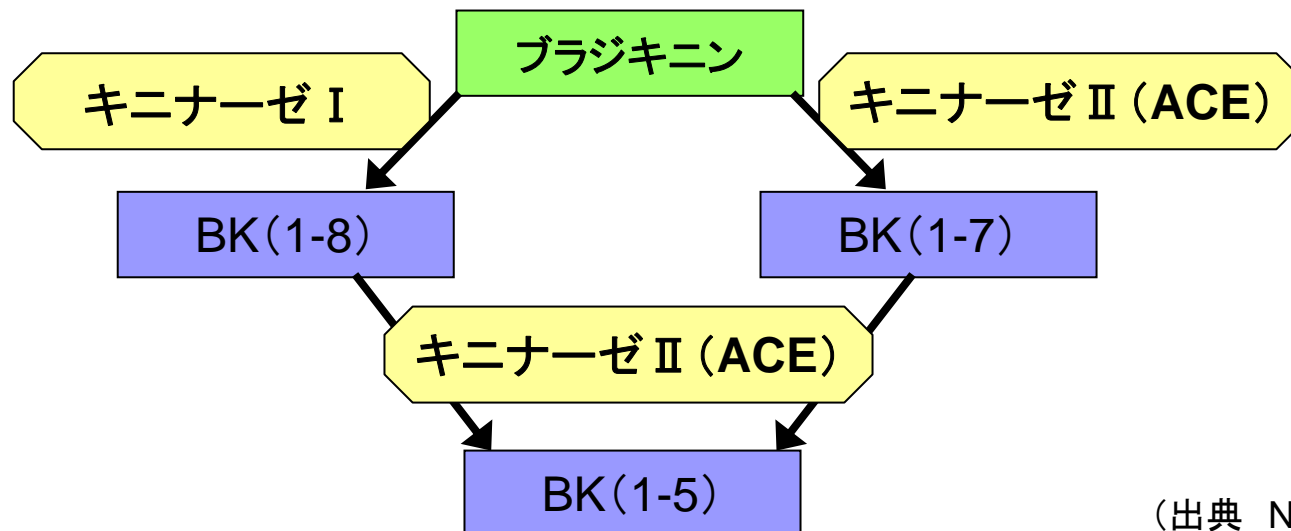 ブラジキニン
キニナーゼⅠ
キニナーゼⅡ(ACE)
BK(1-8)
BK(1-7)
キニナーゼⅡ(ACE)
BK(1-5)
(出典 N